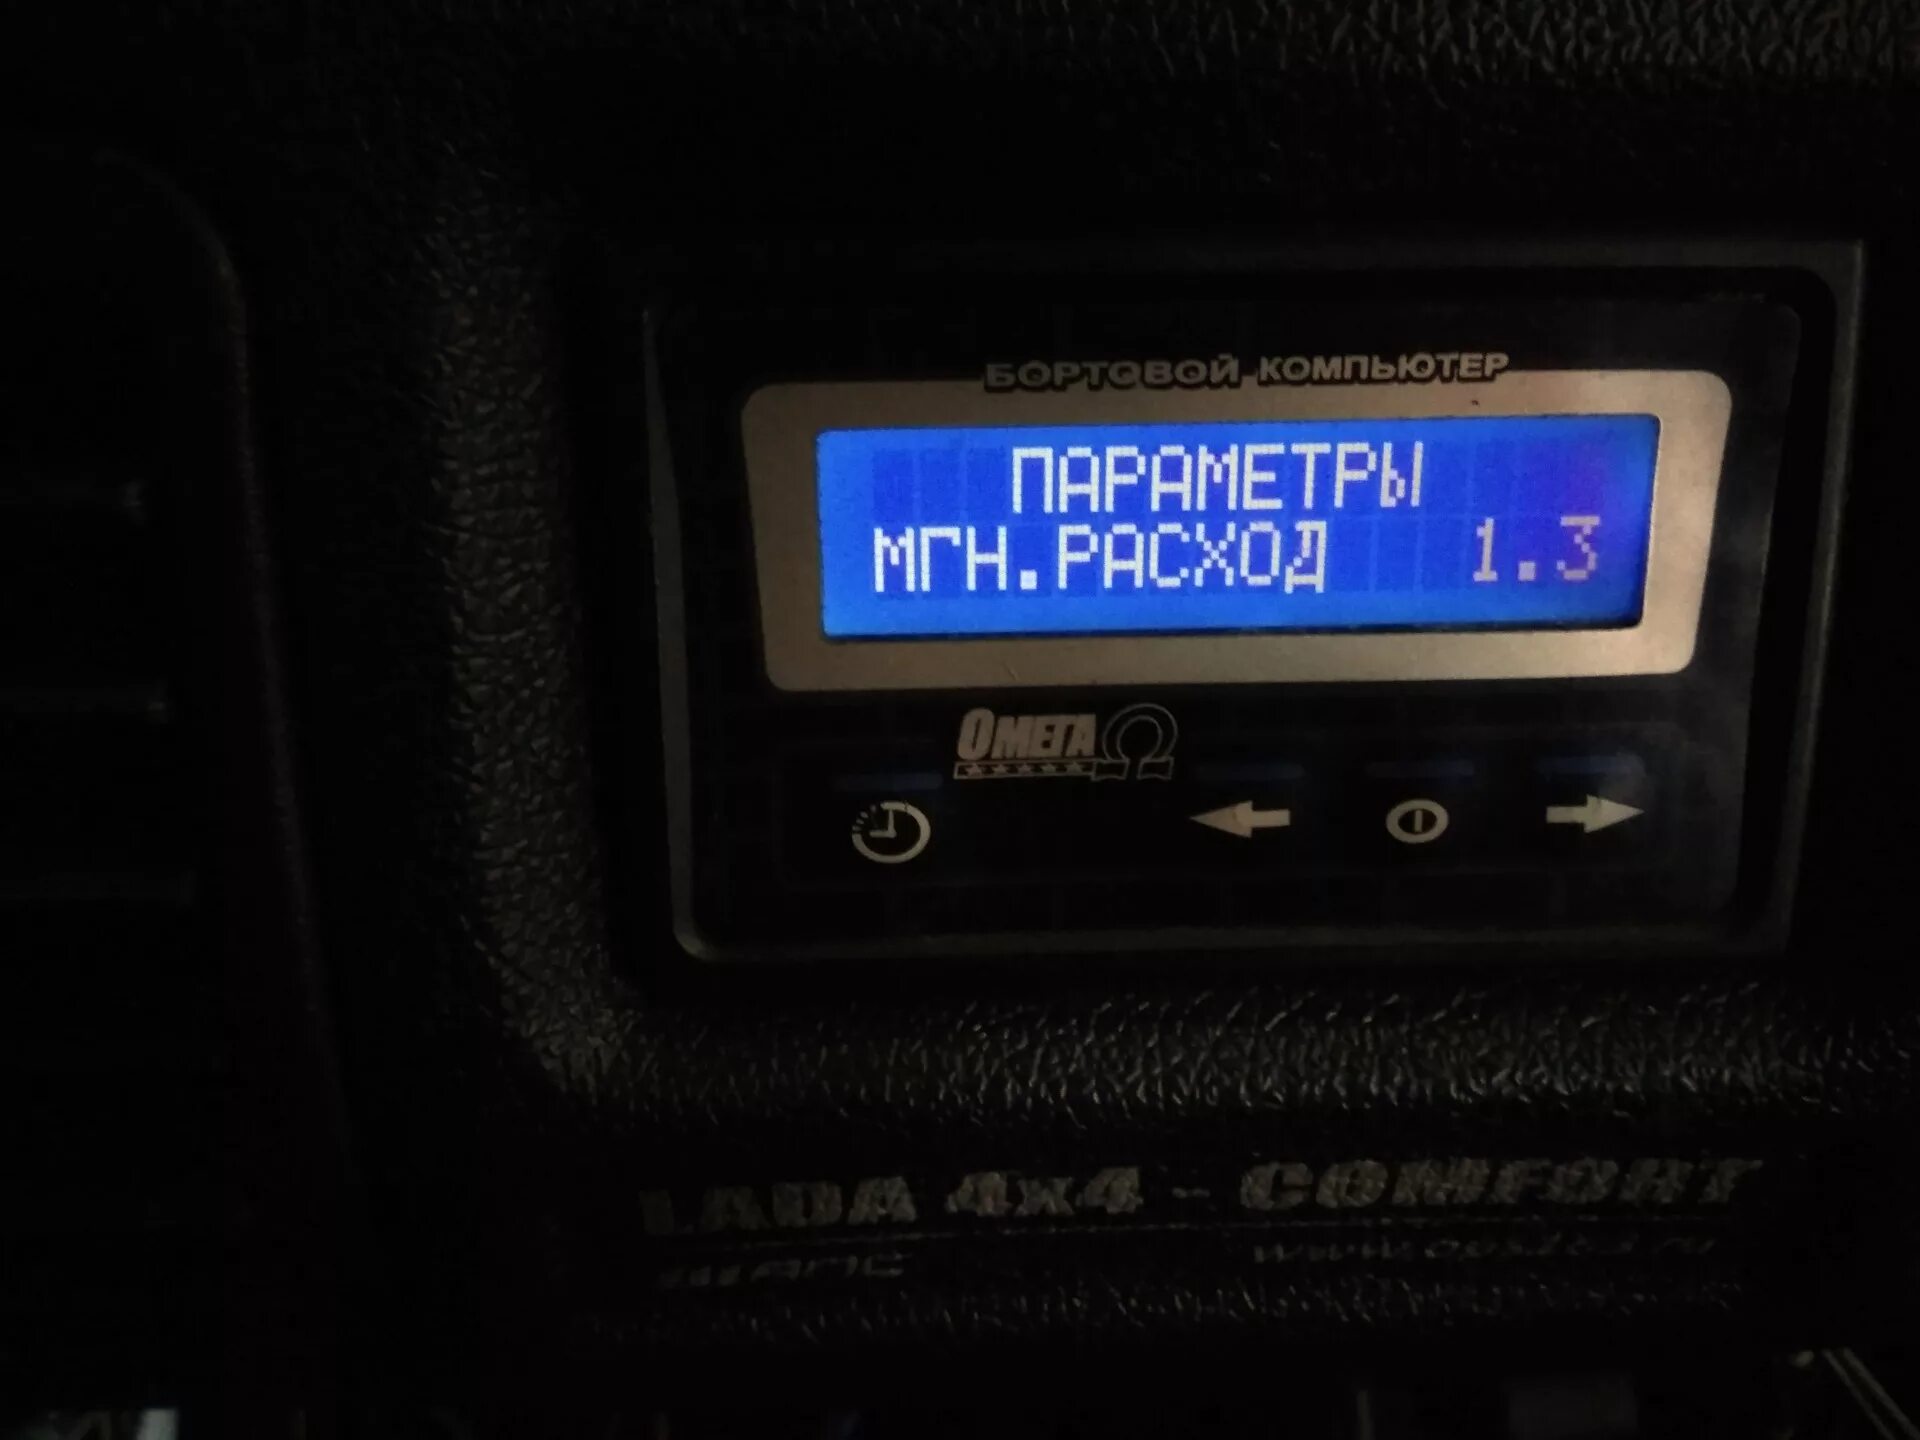 БОРТОВОЙ КОМПЬЮТЕР
ПАРАМЕТРЫ
МГН.РАСХОД 1.3
ОМЕГА
LADA 4x4 - COMFORT